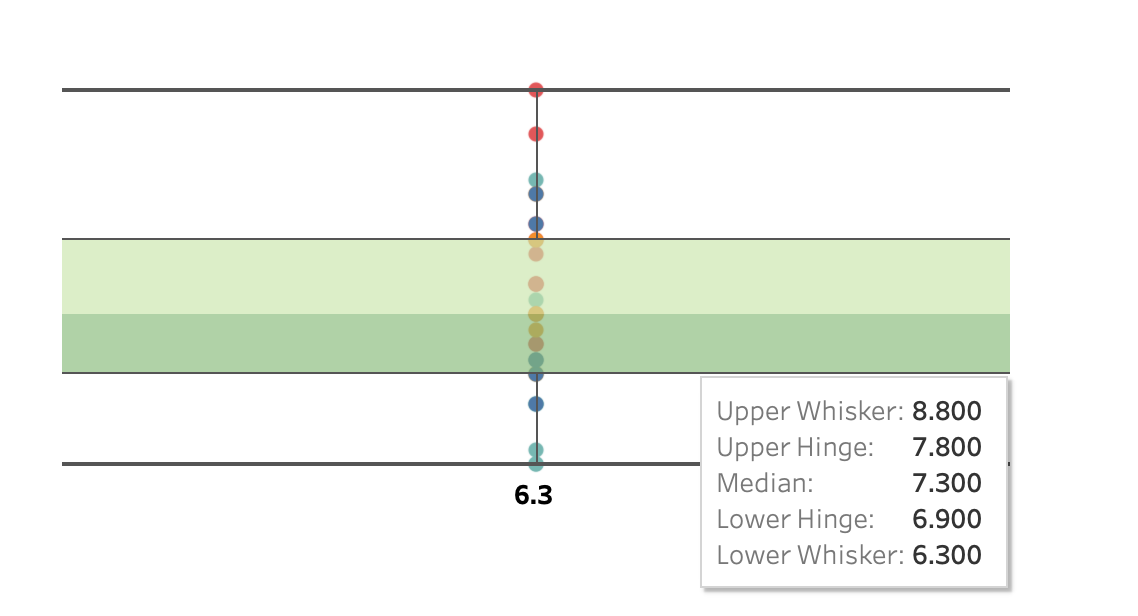 6.3
Upper Whisker: 8.800
Upper Hinge: 7.800
Median: 7.300
Lower Hinge: 6.900
Lower Whisker: 6.300